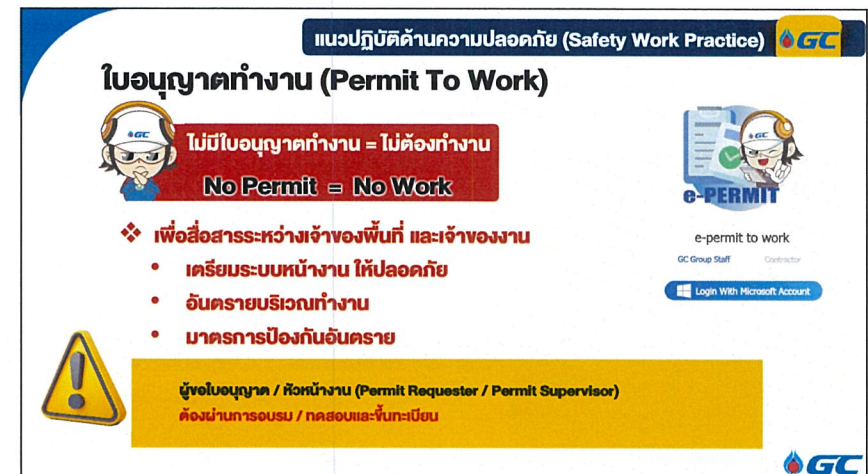 แนวปฏิบัติด้านความปลอดภัย (Safety Work Practice)
GC
ใบอนุญาตทำงาน (Permit To Work)
GC
ไม่มีใบอนุญาตทำงาน = ไม่ต้องทำงาน
No Permit = No Work
GC
e-PERMIT
❖ เพื่อสื่อสารระหว่างเจ้าของพื้นที่ และเจ้าของงาน
e-permit to work
GC Group Staff
Contractor
• เตรียมระบบหน้างาน ให้ปลอดภัย
Login With Microsoft Account
• อันตรายบริเวณทำงาน
• มาตรการป้องกันอันตราย
ผู้ขอใบอนุญาต / หัวหน้างาน (Permit Requester / Permit Supervisor)
ต้องผ่านการอบรม / ทดสอบและขึ้นทะเบียน
GC